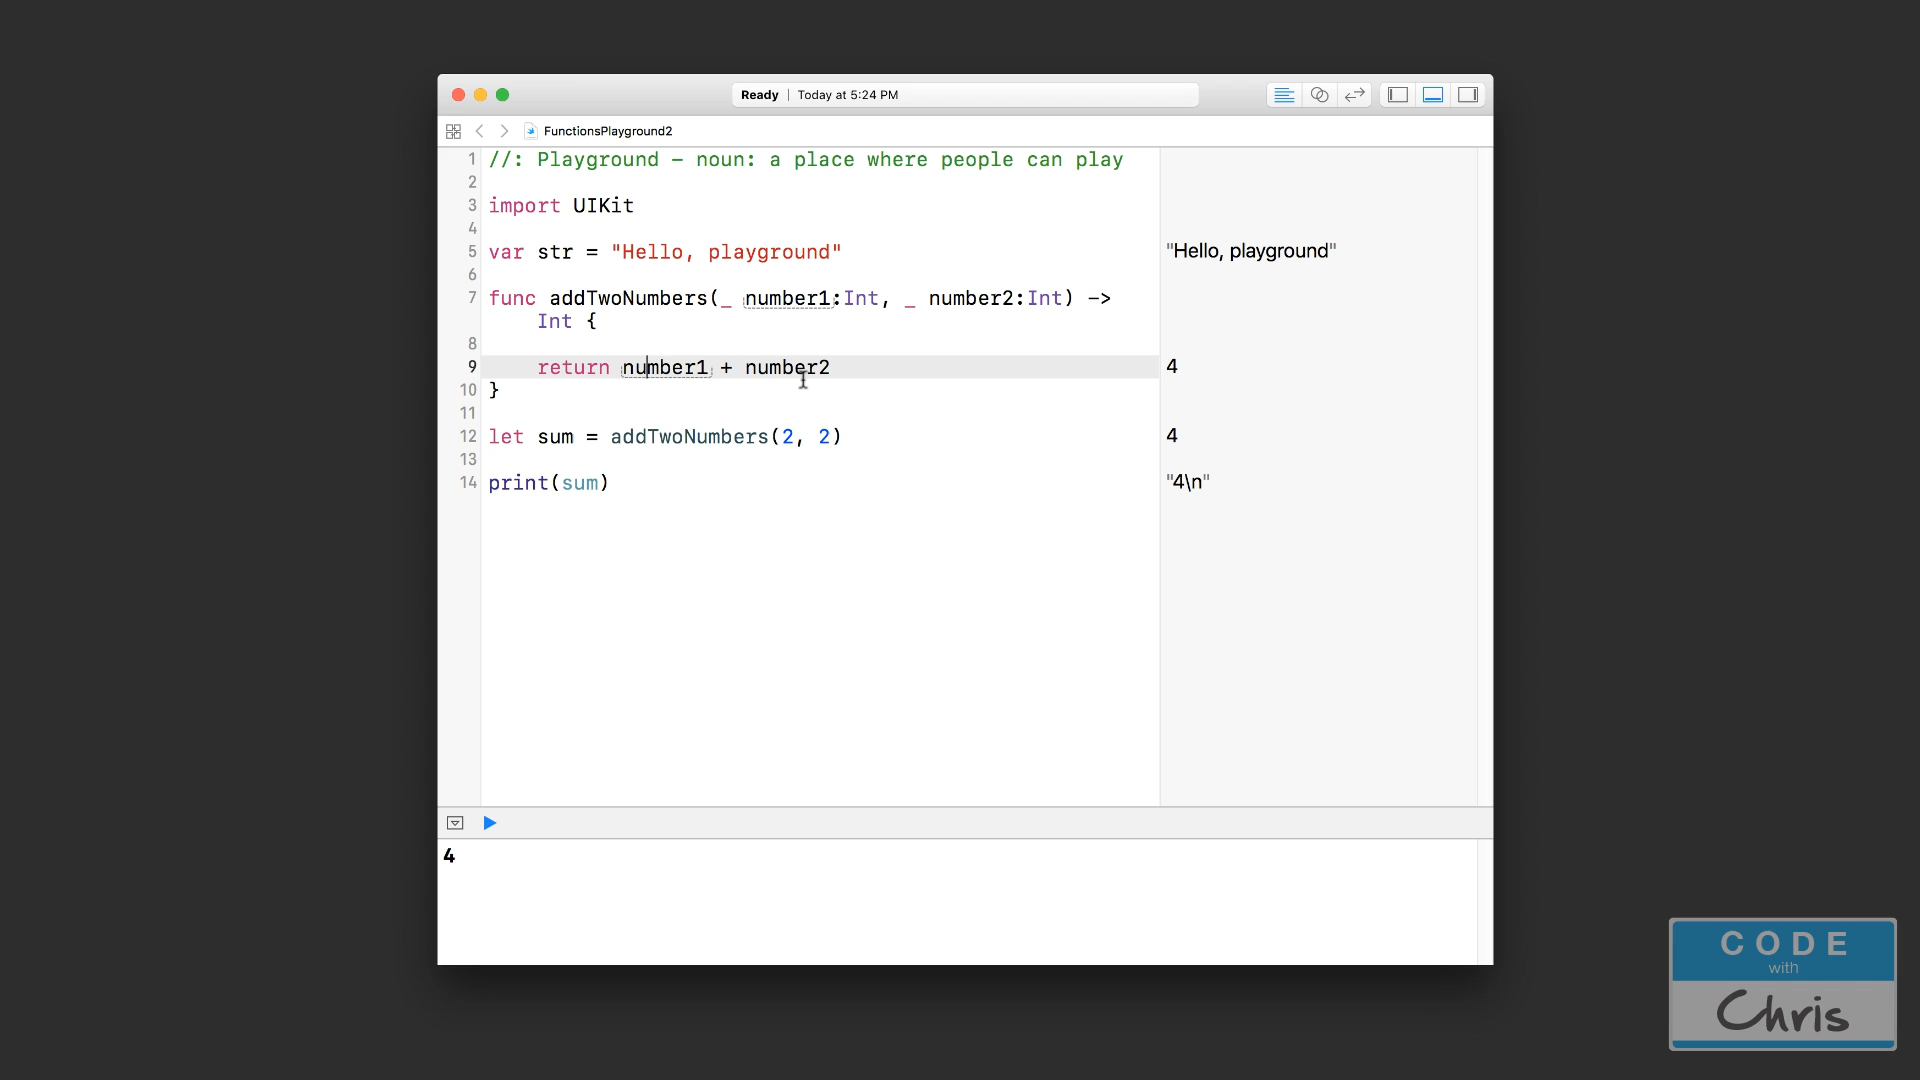 Ready | Today at 5:24 PM
FunctionsPlayground2
1 //: Playground – noun: a place where people can play
2
3 import UIKit
4
5 var str = "Hello, playground" "Hello, playground"
6
7 func addTwoNumbers(_ number1:Int, _ number2:Int) ->
Int {
8
9 return number1 + number2 4
10 }
11
12 let sum = addTwoNumbers(2, 2) 4
13
14 print(sum) "4\n"
4
CODE
with
Chris